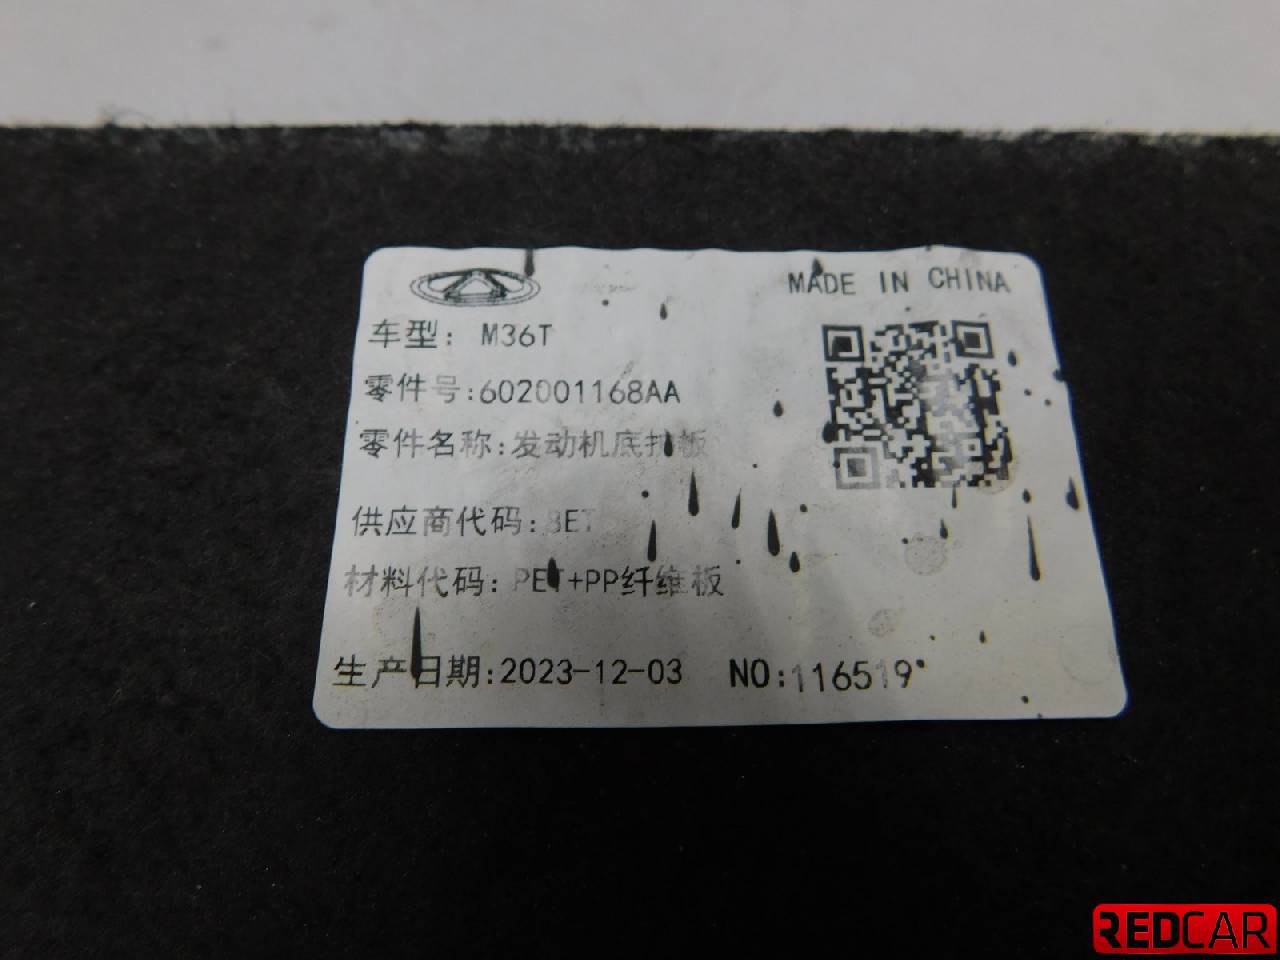 MADE IN CHINA
车型: M36T
零件号:602001168AA
零件名称:发动机底护板
供应商代码:
材料代码: PET+PP纤维板
生产日期:2023-12-03 NO:116519
REDCAR